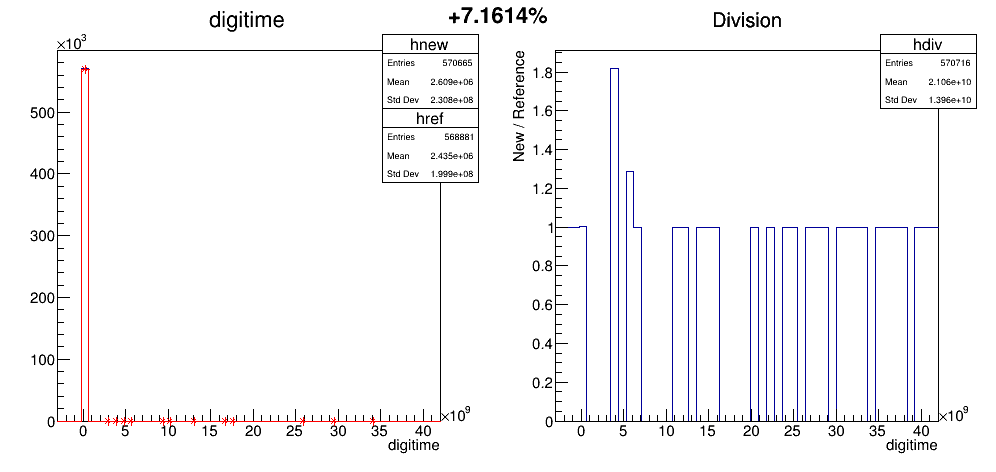 +7.1614%
digitime
×10³
hnew
Entries 570665
Mean 2.609e+06
Std Dev 2.308e+08
href
Entries 568881
Mean 2.435e+06
Std Dev 1.999e+08
500
400
300
200
100
0
0 5 10 15 20 25 30 35 40
×10⁹
digitime
Division
hdiv
Entries 570716
Mean 2.106e+10
Std Dev 1.396e+10
New / Reference
1.8
1.6
1.4
1.2
1
0.8
0.6
0.4
0.2
0
0 5 10 15 20 25 30 35 40
×10⁹
digitime